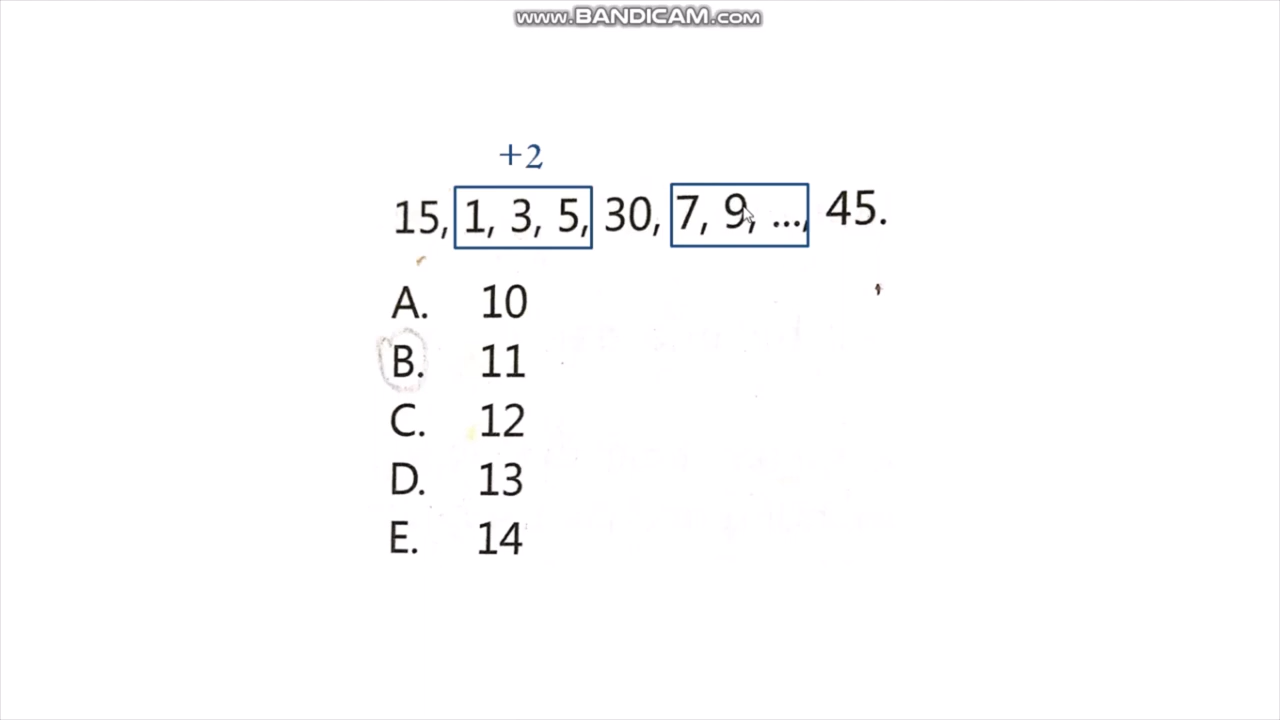 www.BANDICAM.com
+2
15, 1, 3, 5, 30, 7, 9, ..., 45.
A. 10
B. 11
C. 12
D. 13
E. 14